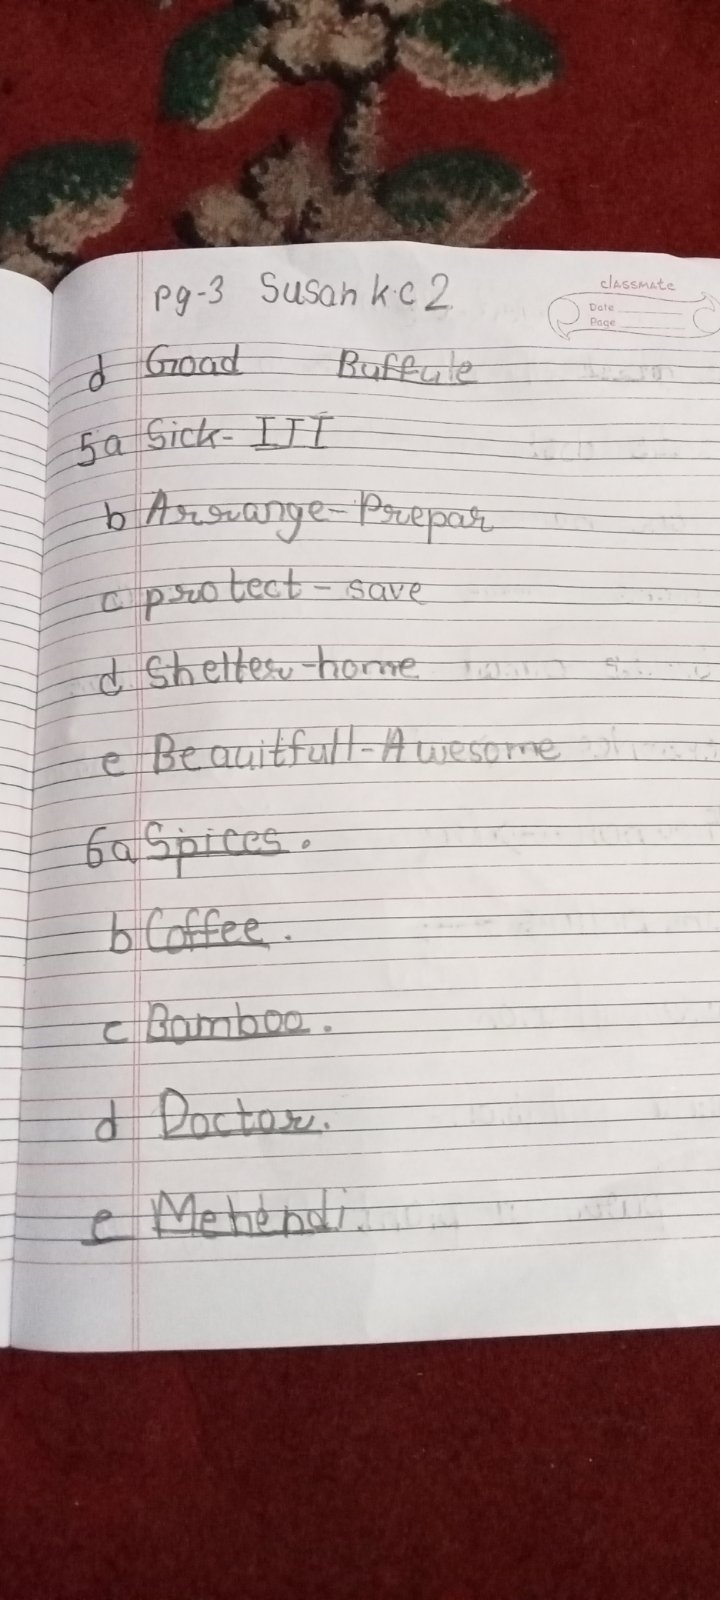 pg-3 Susan k.c 2
classmate
Date
Page
d Goad Buffule
5a Sick- III
b Arrange-Prepar
c protect - save
d Shelter-home
e Beauitfull-Awesome
6a Spices.
b Coffee.
c Bamboo.
d Doctor.
e Mehendi.